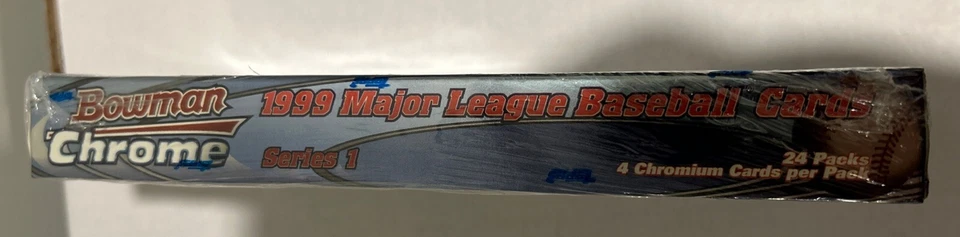 Bowman
Chrome
1999 Major League Baseball Cards
Series 1
24 Packs
4 Chromium Cards per Pack